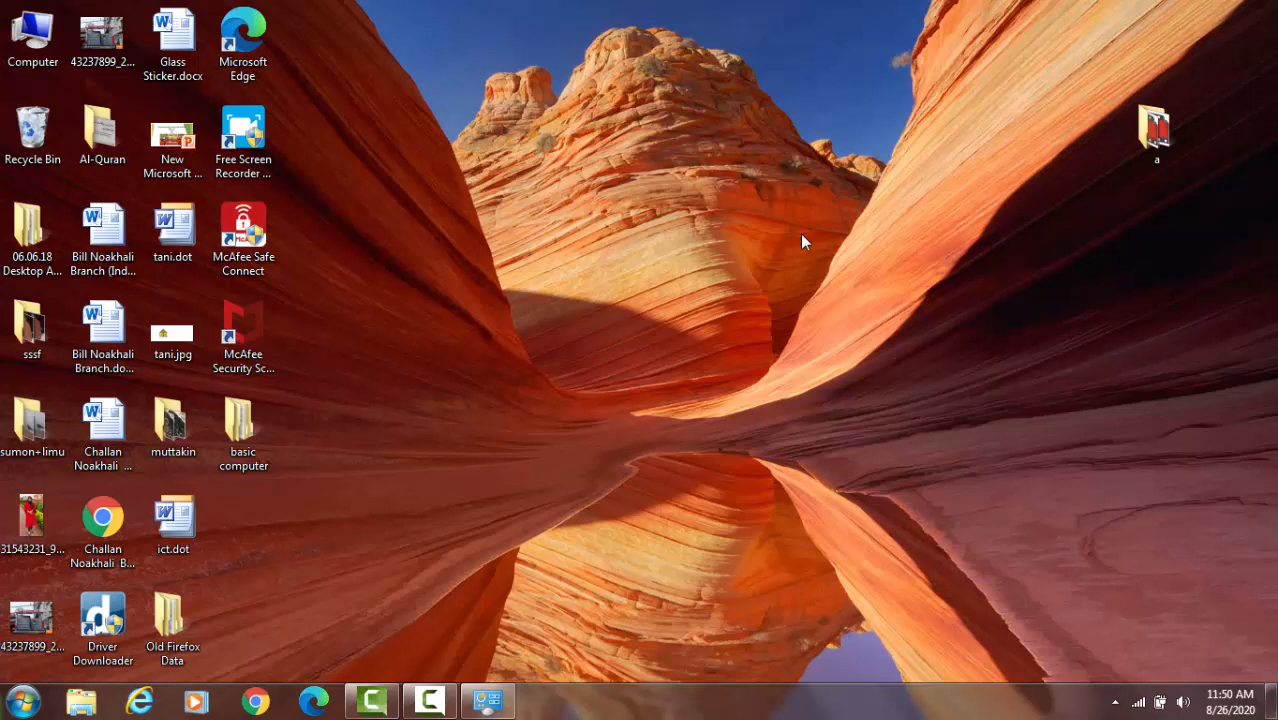 Computer
43237899_2...
Glass
Sticker.docx
Microsoft
Edge
Recycle Bin
Al-Quran
New
Microsoft ...
Free Screen
Recorder ...
a
06.06.18
Desktop A...
Bill Noakhali
Branch (Ind...
tani.dot
McAfee Safe
Connect
sssf
Bill Noakhali
Branch.do...
tani.jpg
McAfee
Security Sc...
sumon+limu
Challan
Noakhali _...
muttakin
basic
computer
31543231_9...
Challan
Noakhali_B...
ict.dot
43237899_2...
Driver
Downloader
Old Firefox
Data
11:50 AM
8/26/2020